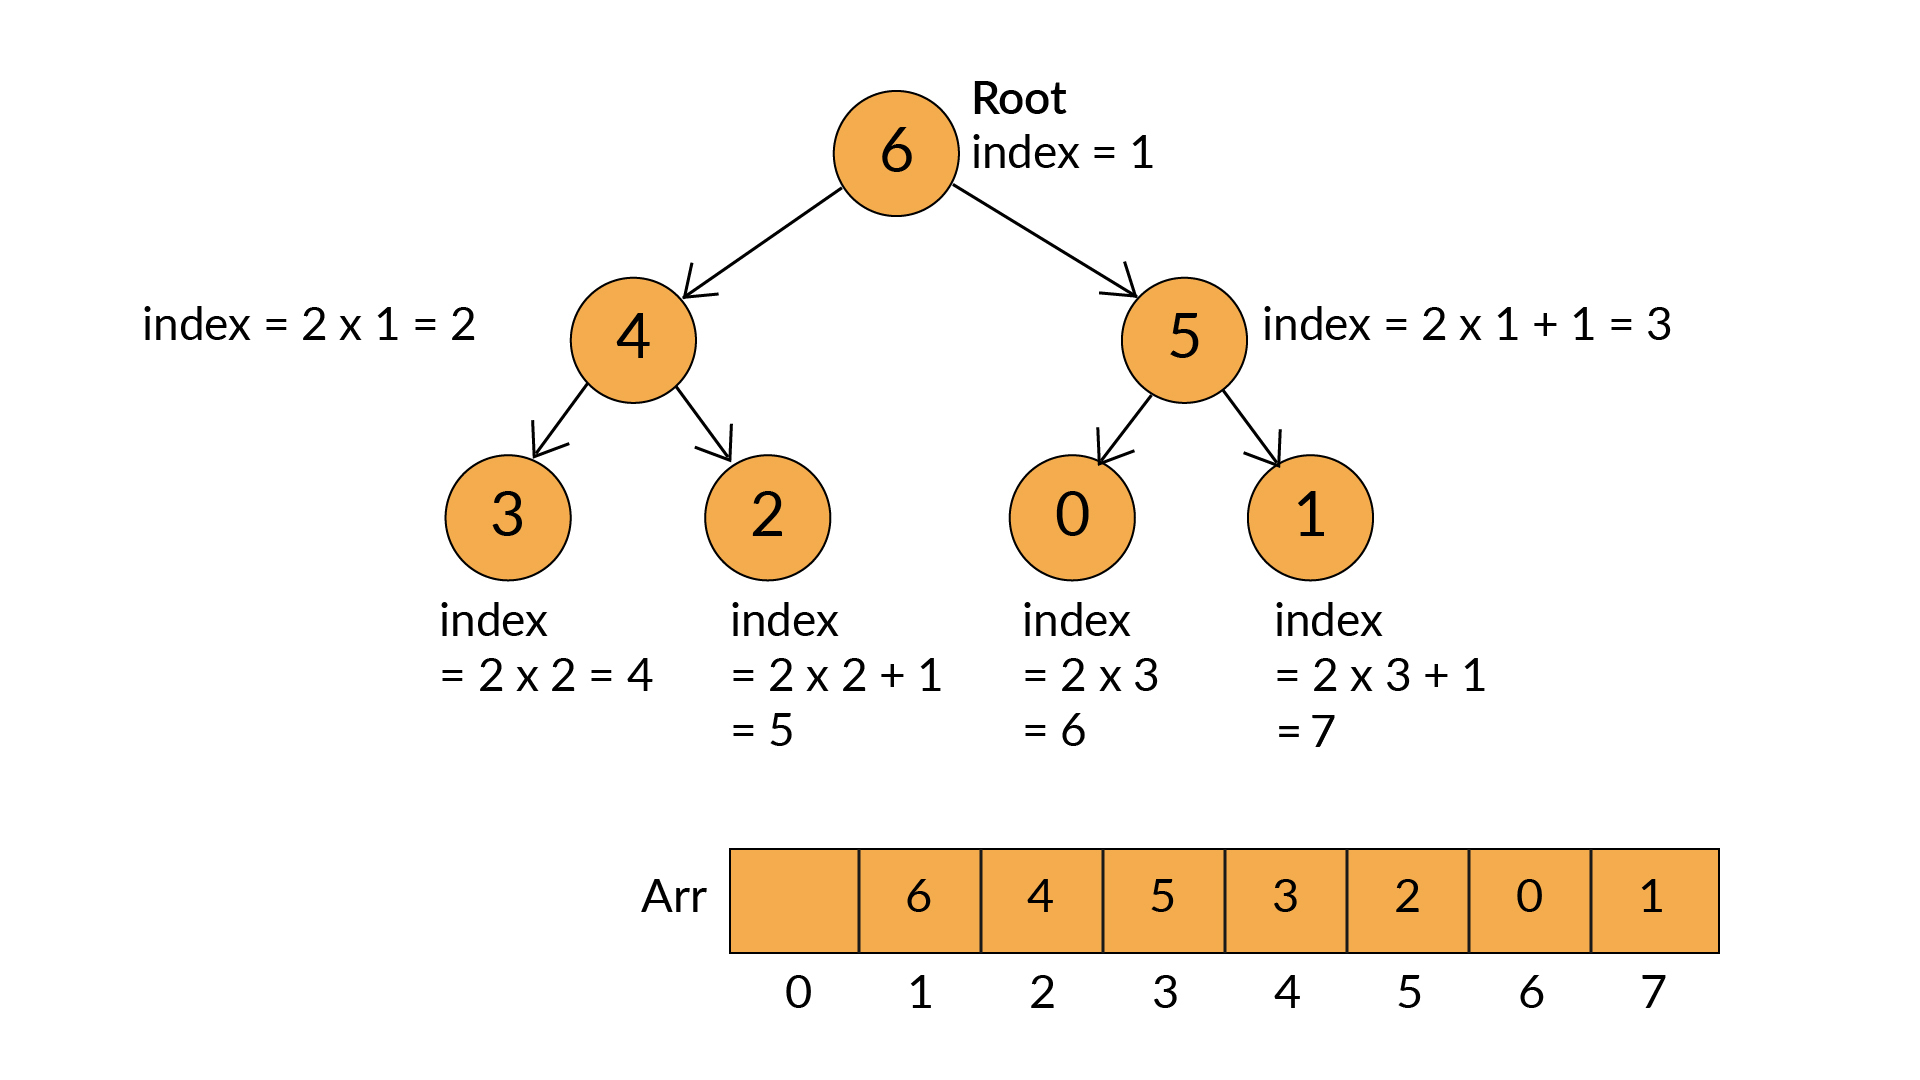 Root
6
index = 1
index = 2 x 1 = 2
4
5
index = 2 x 1 + 1 = 3
3
2
0
1
index
= 2 x 2 = 4
index
= 2 x 2 + 1
= 5
index
= 2 x 3
= 6
index
= 2 x 3 + 1
= 7
Arr
6 4 5 3 2 0 1
0 1 2 3 4 5 6 7